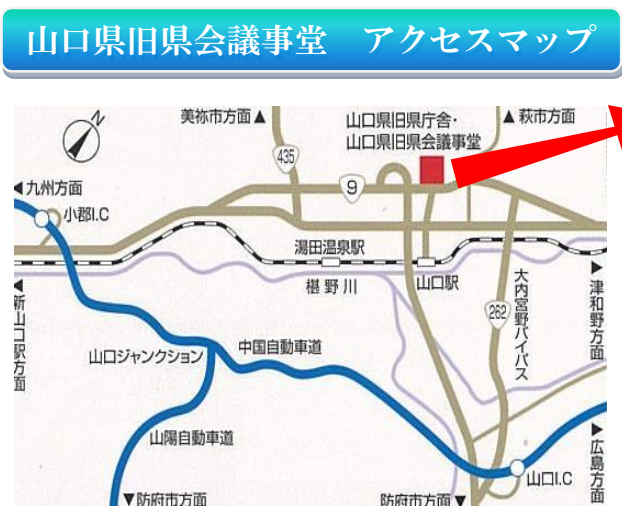 山口県旧県会議事堂　アクセスマップ
N
美祢市方面▲
山口県旧県庁舎・
山口県旧県会議事堂
▲萩市方面
435
9
◀九州方面
小郡I.C
湯田温泉駅
椹野川
山口駅
262
大内宮野バイパス
▶津和野方面
◀新山口駅方面
山口ジャンクション
中国自動車道
山陽自動車道
▶広島方面
山口I.C
▼防府市方面
防府市方面▼